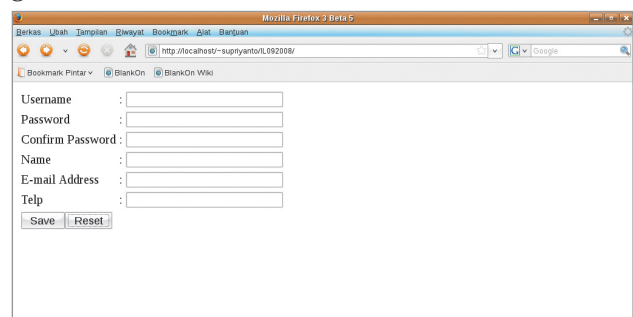 Mozilla Firefox 3 Beta 5
Berkas Ubah Tampilan Riwayat Bookmark Alat Bantuan
http://localhost/~supriyanto/IL092008/ G Google
Bookmark Pintar BlankOn BlankOn Wiki
Username :
Password :
Confirm Password :
Name :
E-mail Address :
Telp :
Save Reset